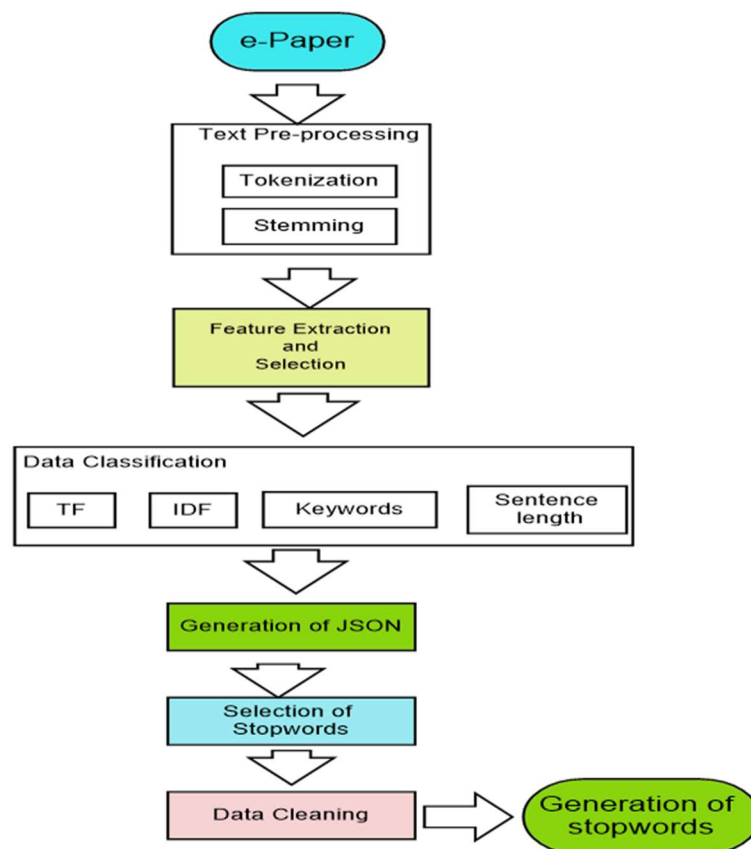 e-Paper
Text Pre-processing
Tokenization
Stemming
Feature Extraction
and
Selection
Data Classification
TF
IDF
Keywords
Sentence
length
Generation of JSON
Selection of
Stopwords
Data Cleaning
Generation of
stopwords